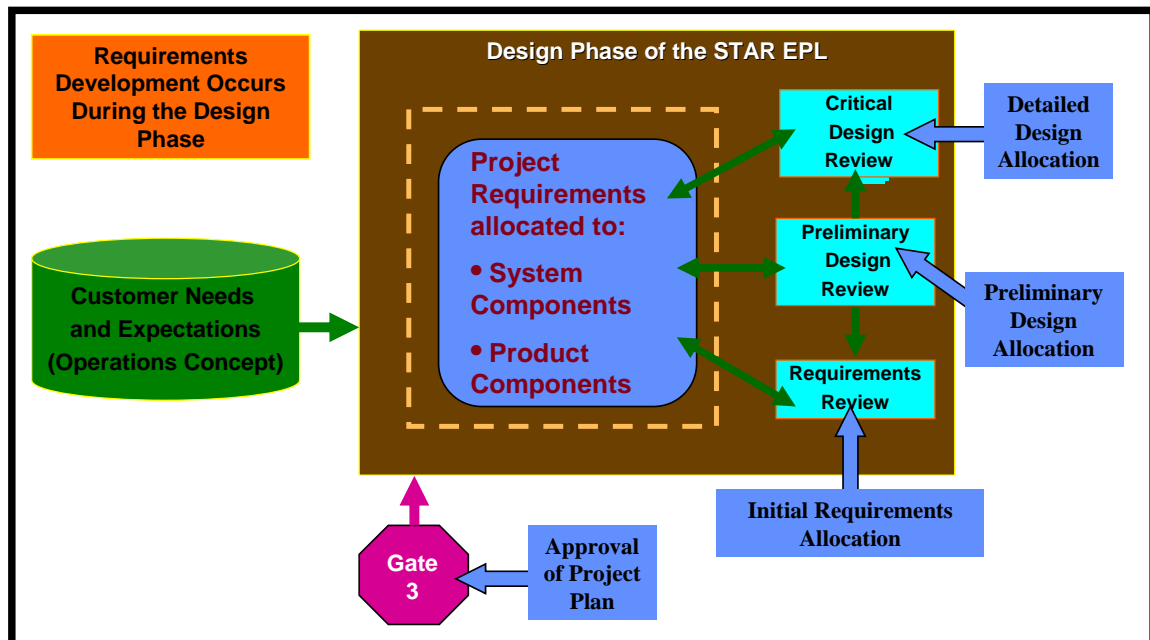 Requirements
Development Occurs
During the Design
Phase
Design Phase of the STAR EPL
Project
Requirements
allocated to:
• System
Components
• Product
Components
Critical
Design
Review
Detailed
Design
Allocation
Preliminary
Design
Review
Preliminary
Design
Allocation
Requirements
Review
Initial Requirements
Allocation
Customer Needs
and Expectations
(Operations Concept)
Gate
3
Approval
of Project
Plan